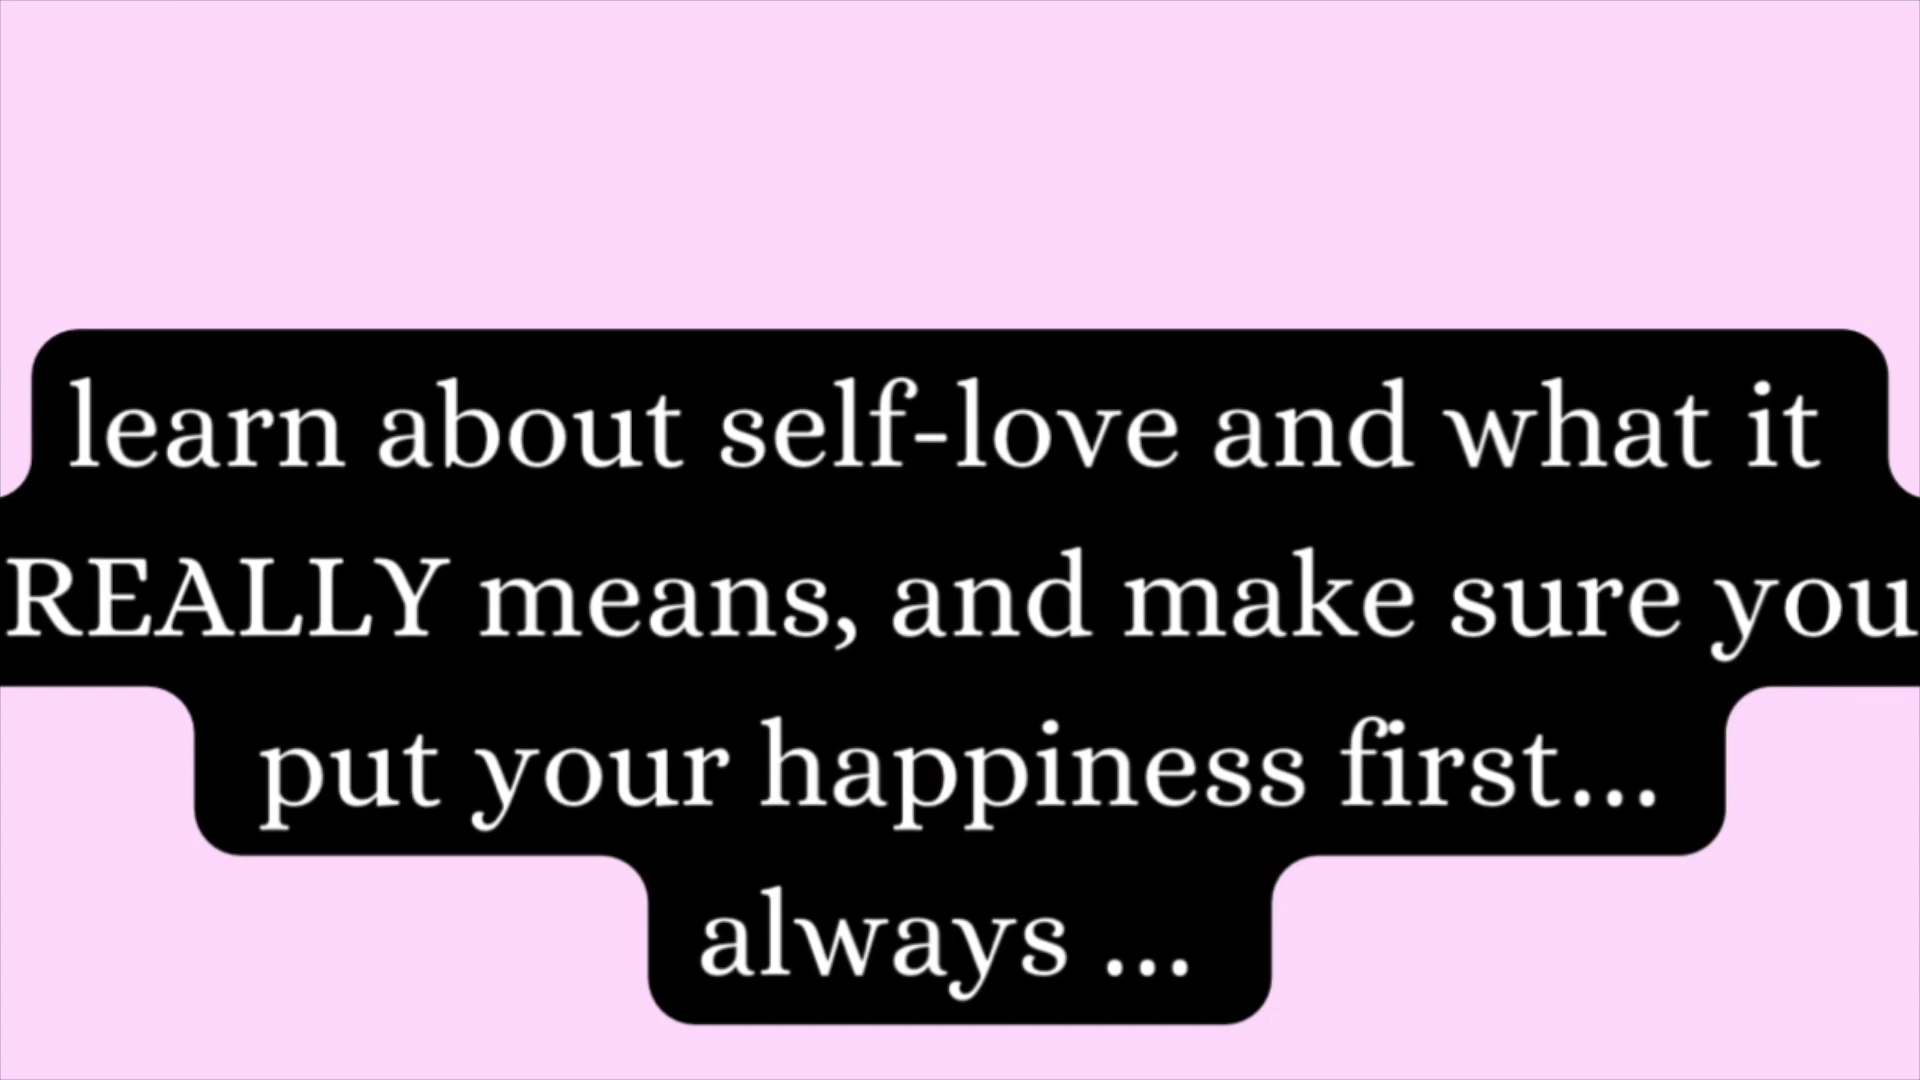 learn about self-love and what it
REALLY means, and make sure you
put your happiness first...
always ...